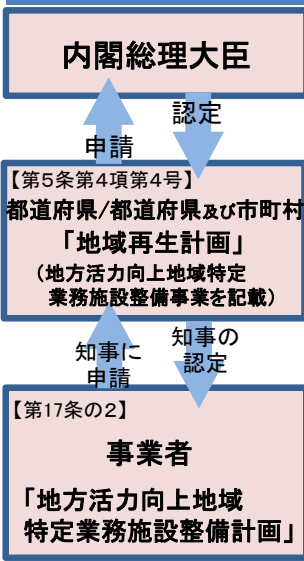 内閣総理大臣
認定
申請
【第5条第4項第4号】
都道府県/都道府県及び市町村
「地域再生計画」
(地方活力向上地域特定
業務施設整備事業を記載)
知事に
申請
知事の
認定
【第17条の2】
事業者
「地方活力向上地域
特定業務施設整備計画」